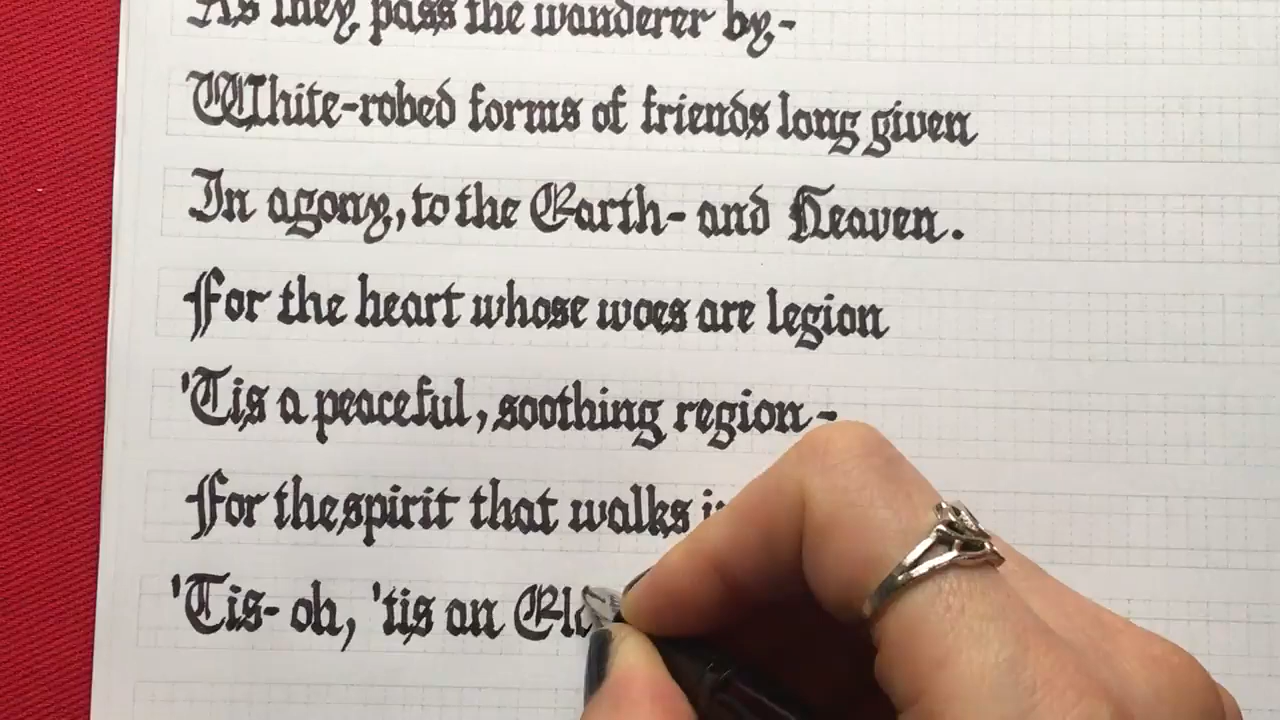 As they pass the wanderer by,-
White-robed forms of friends long given
In agony, to the Earth- and Heaven.
For the heart whose woes are legion
'Tis a peaceful, soothing region-
For the spirit that walks
'Tis- oh, 'tis an